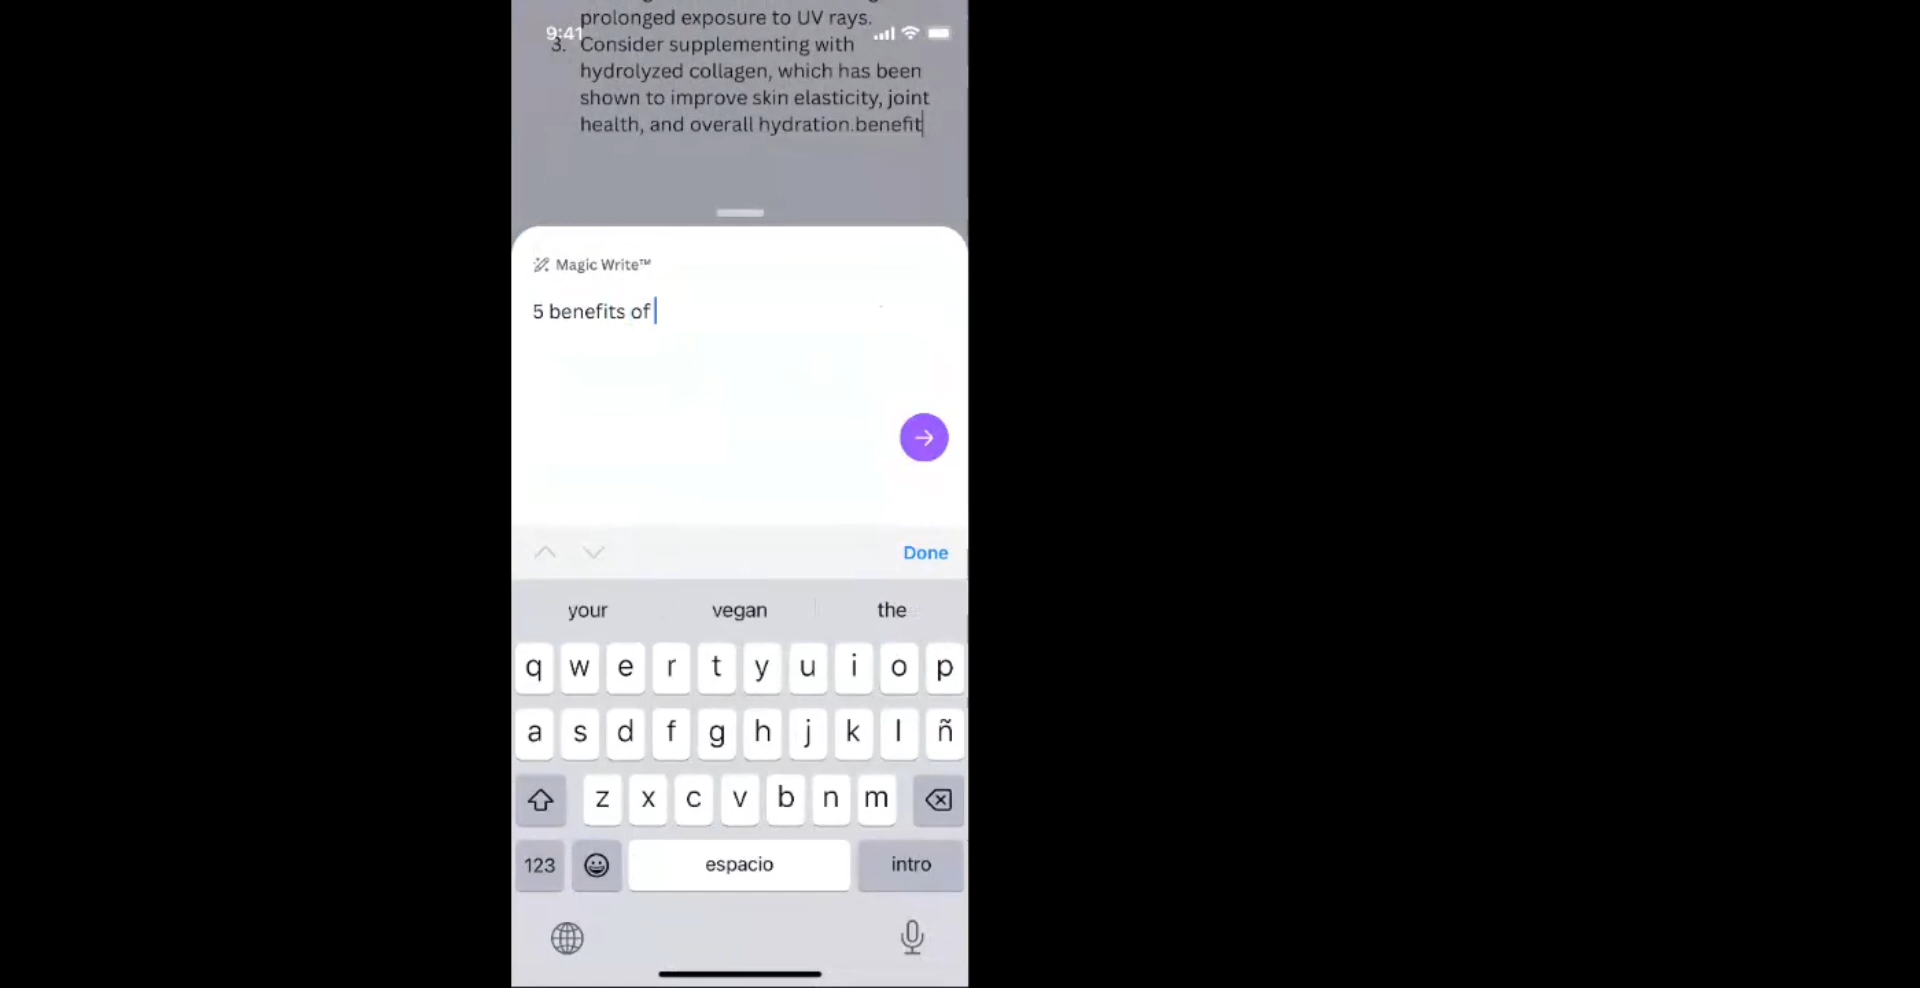 prolonged exposure to UV rays.
9:41
3. Consider supplementing with
hydrolyzed collagen, which has been
shown to improve skin elasticity, joint
health, and overall hydration.benefit
Magic Write™
5 benefits of
Done
your vegan the
q w e r t y u i o p
a s d f g h j k l ñ
z x c v b n m
123 espacio intro